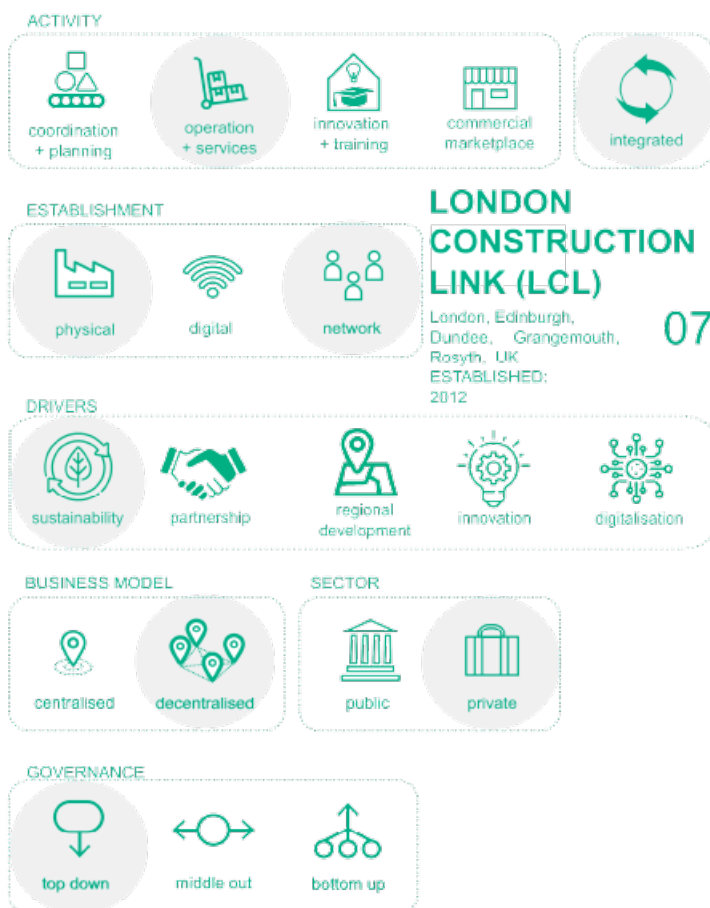 ACTIVITY
coordination
+ planning
operation
+ services
innovation
+ training
commercial
marketplace
integrated
ESTABLISHMENT
physical
digital
network
LONDON
CONSTRUCTION
LINK (LCL)
London, Edinburgh,
Dundee, Grangemouth,
Rosyth, UK
ESTABLISHED:
2012
07
DRIVERS
sustainability
partnership
regional
development
innovation
digitalisation
BUSINESS MODEL
centralised
decentralised
SECTOR
public
private
GOVERNANCE
top down
middle out
bottom up